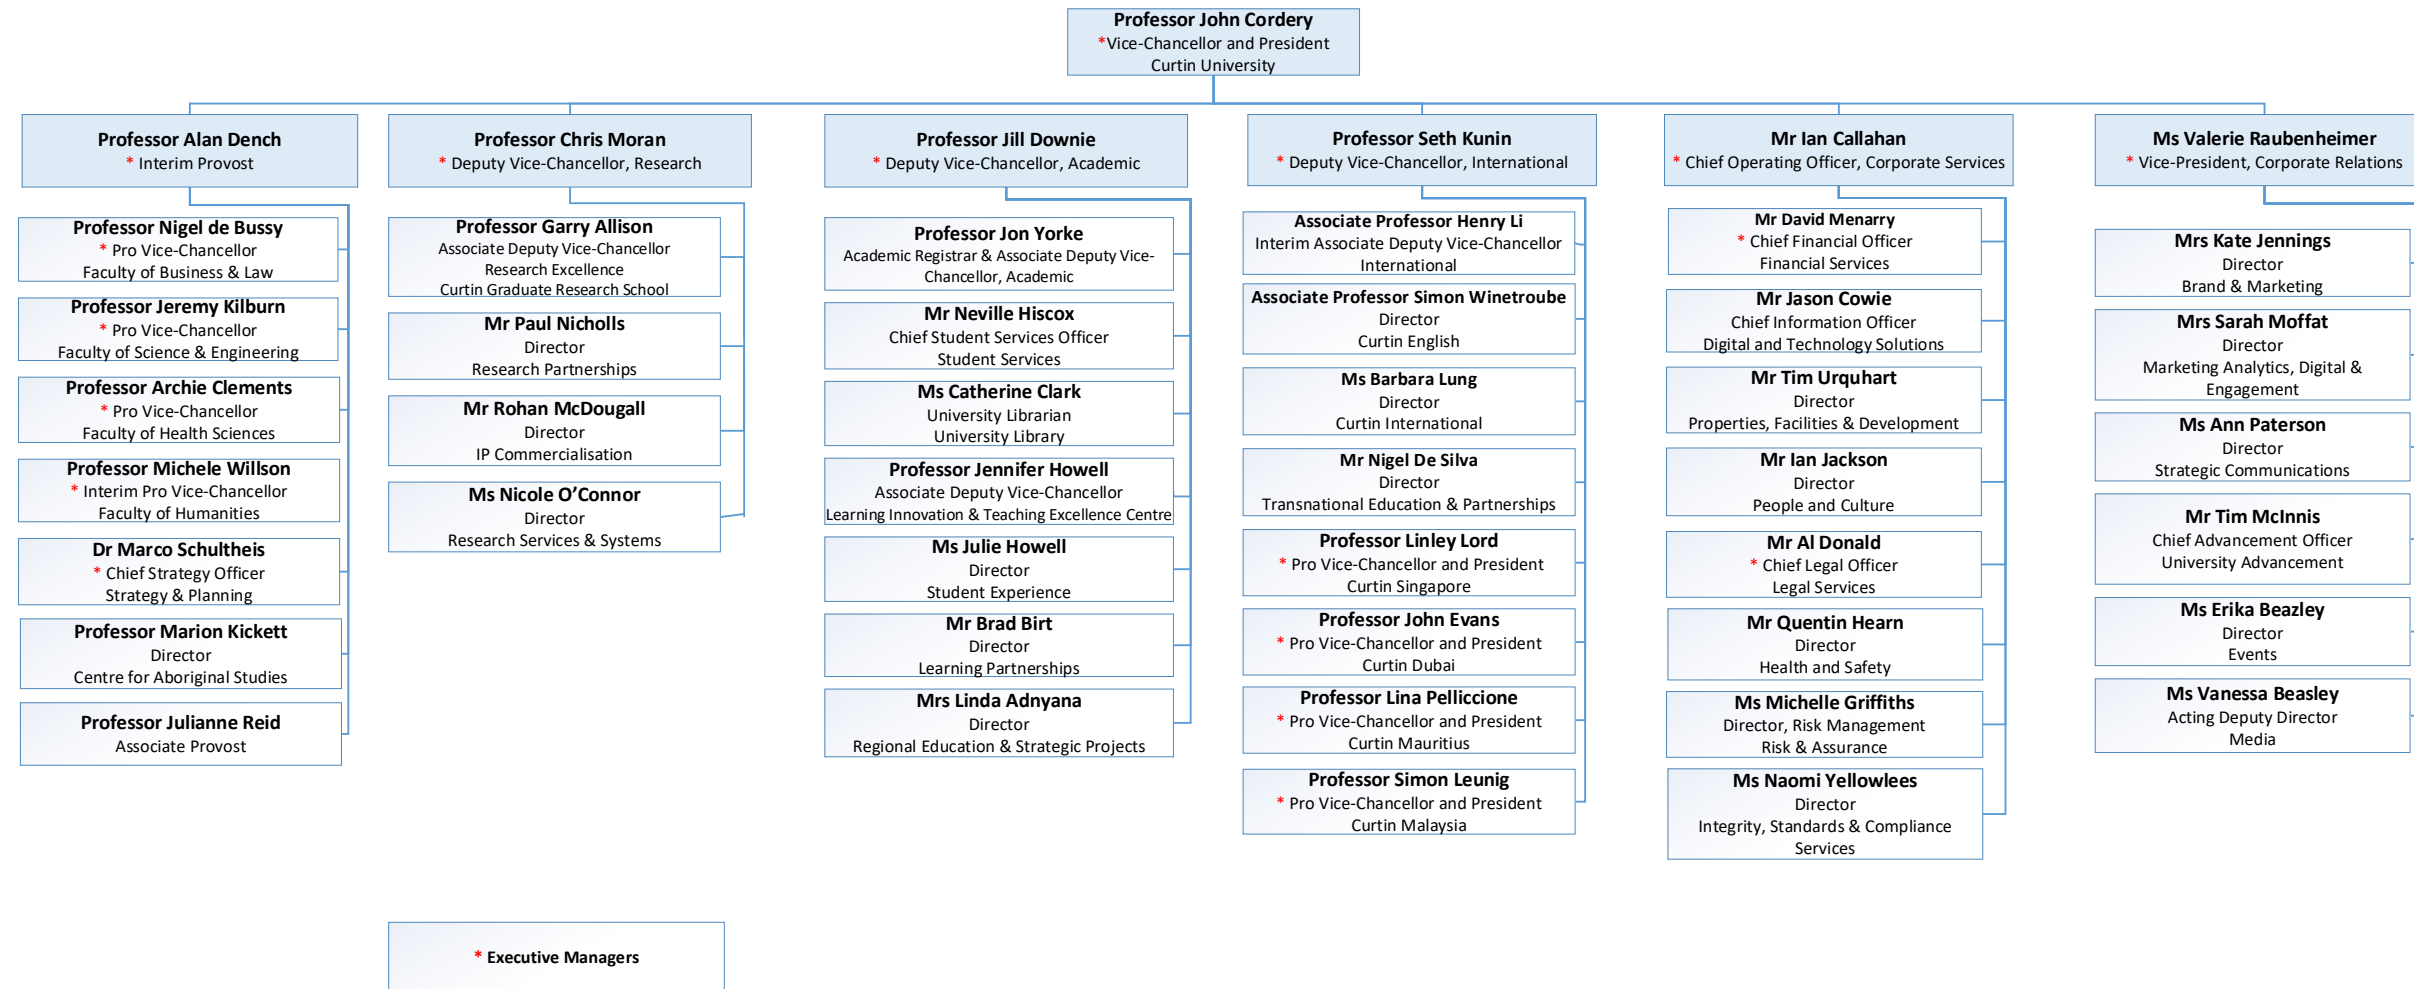 Professor John Cordery
*Vice-Chancellor and President
Curtin University
Professor Alan Dench
* Interim Provost
Professor Nigel de Bussy
* Pro Vice-Chancellor
Faculty of Business & Law
Professor Jeremy Kilburn
* Pro Vice-Chancellor
Faculty of Science & Engineering
Professor Archie Clements
* Pro Vice-Chancellor
Faculty of Health Sciences
Professor Michele Willson
* Interim Pro Vice-Chancellor
Faculty of Humanities
Dr Marco Schultheis
* Chief Strategy Officer
Strategy & Planning
Professor Marion Kickett
Director
Centre for Aboriginal Studies
Professor Julianne Reid
Associate Provost
Professor Chris Moran
* Deputy Vice-Chancellor, Research
Professor Garry Allison
Associate Deputy Vice-Chancellor
Research Excellence
Curtin Graduate Research School
Mr Paul Nicholls
Director
Research Partnerships
Mr Rohan McDougall
Director
IP Commercialisation
Ms Nicole O’Connor
Director
Research Services & Systems
Professor Jill Downie
* Deputy Vice-Chancellor, Academic
Professor Jon Yorke
Academic Registrar & Associate Deputy Vice-
Chancellor, Academic
Mr Neville Hiscox
Chief Student Services Officer
Student Services
Ms Catherine Clark
University Librarian
University Library
Professor Jennifer Howell
Associate Deputy Vice-Chancellor
Learning Innovation & Teaching Excellence Centre
Ms Julie Howell
Director
Student Experience
Mr Brad Birt
Director
Learning Partnerships
Mrs Linda Adnyana
Director
Regional Education & Strategic Projects
Professor Seth Kunin
* Deputy Vice-Chancellor, International
Associate Professor Henry Li
Interim Associate Deputy Vice-Chancellor
International
Associate Professor Simon Winetroube
Director
Curtin English
Ms Barbara Lung
Director
Curtin International
Mr Nigel De Silva
Director
Transnational Education & Partnerships
Professor Linley Lord
* Pro Vice-Chancellor and President
Curtin Singapore
Professor John Evans
* Pro Vice-Chancellor and President
Curtin Dubai
Professor Lina Pelliccione
* Pro Vice-Chancellor and President
Curtin Mauritius
Professor Simon Leunig
* Pro Vice-Chancellor and President
Curtin Malaysia
Mr Ian Callahan
* Chief Operating Officer, Corporate Services
Mr David Menarry
* Chief Financial Officer
Financial Services
Mr Jason Cowie
Chief Information Officer
Digital and Technology Solutions
Mr Tim Urquhart
Director
Properties, Facilities & Development
Mr Ian Jackson
Director
People and Culture
Mr Al Donald
* Chief Legal Officer
Legal Services
Mr Quentin Hearn
Director
Health and Safety
Ms Michelle Griffiths
Director, Risk Management
Risk & Assurance
Ms Naomi Yellowlees
Director
Integrity, Standards & Compliance
Services
Ms Valerie Raubenheimer
* Vice-President, Corporate Relations
Mrs Kate Jennings
Director
Brand & Marketing
Mrs Sarah Moffat
Director
Marketing Analytics, Digital &
Engagement
Ms Ann Paterson
Director
Strategic Communications
Mr Tim McInnis
Chief Advancement Officer
University Advancement
Ms Erika Beazley
Director
Events
Ms Vanessa Beasley
Acting Deputy Director
Media
* Executive Managers